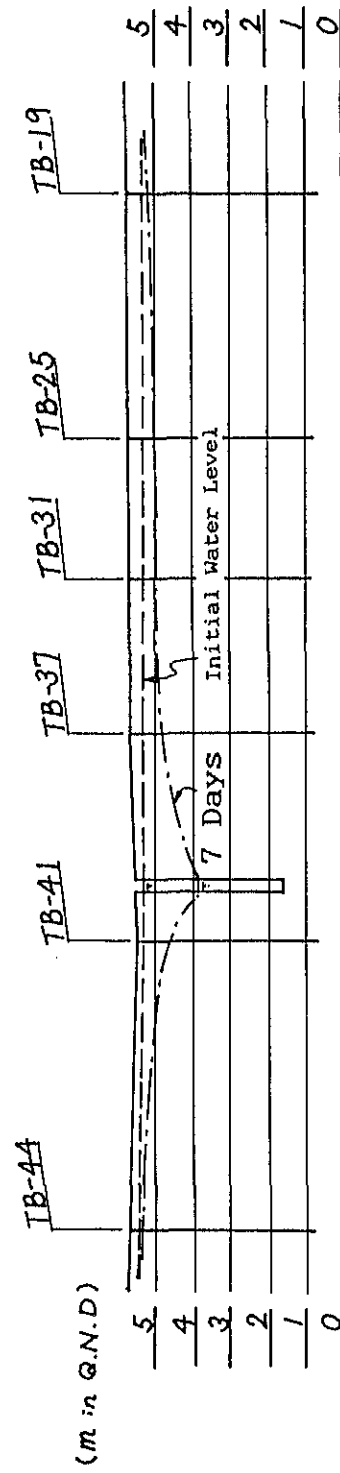 (m in Q.N.D)
TB-44
TB-41
TB-37
TB-31
TB-25
TB-19
Initial Water Level
7 Days
5
4
3
2
1
0
5
4
3
2
1
0